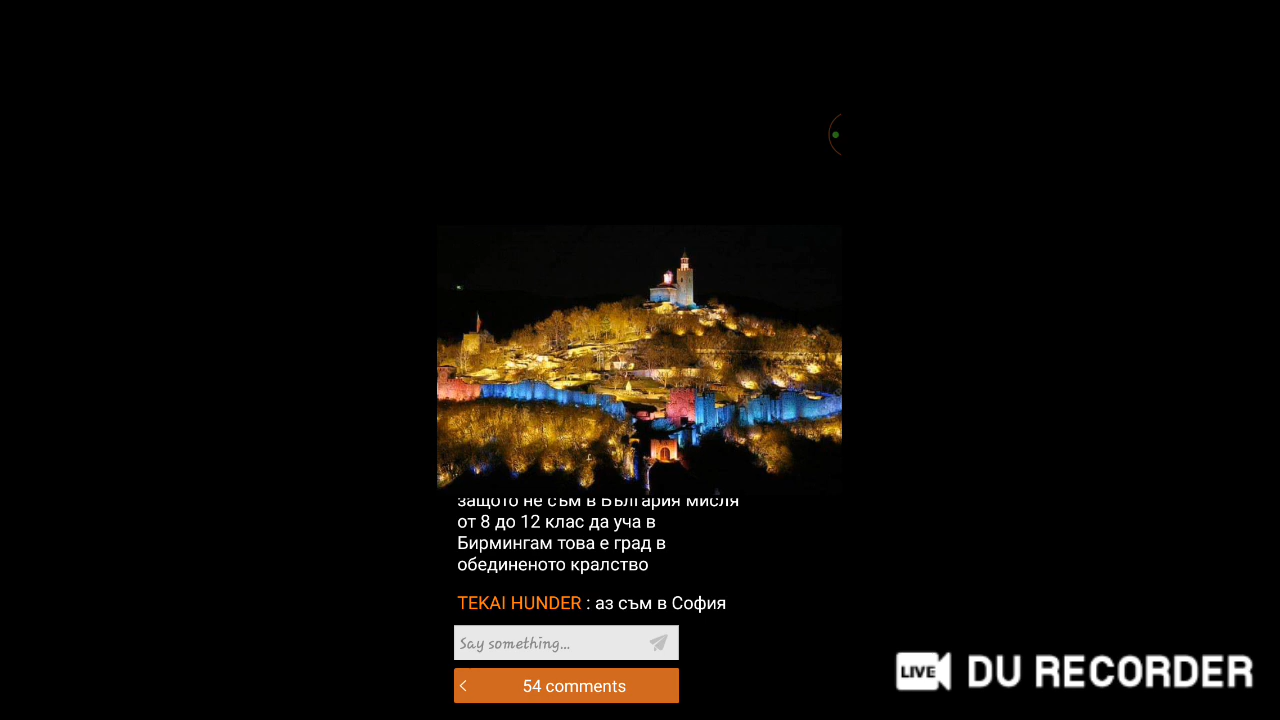 защото не съм в България мисля
от 8 до 12 клас да уча в
Бирмингам това е град в
обединеното кралство
TEKAI HUNDER : аз съм в София
Say something...
54 comments
LIVE DU RECORDER